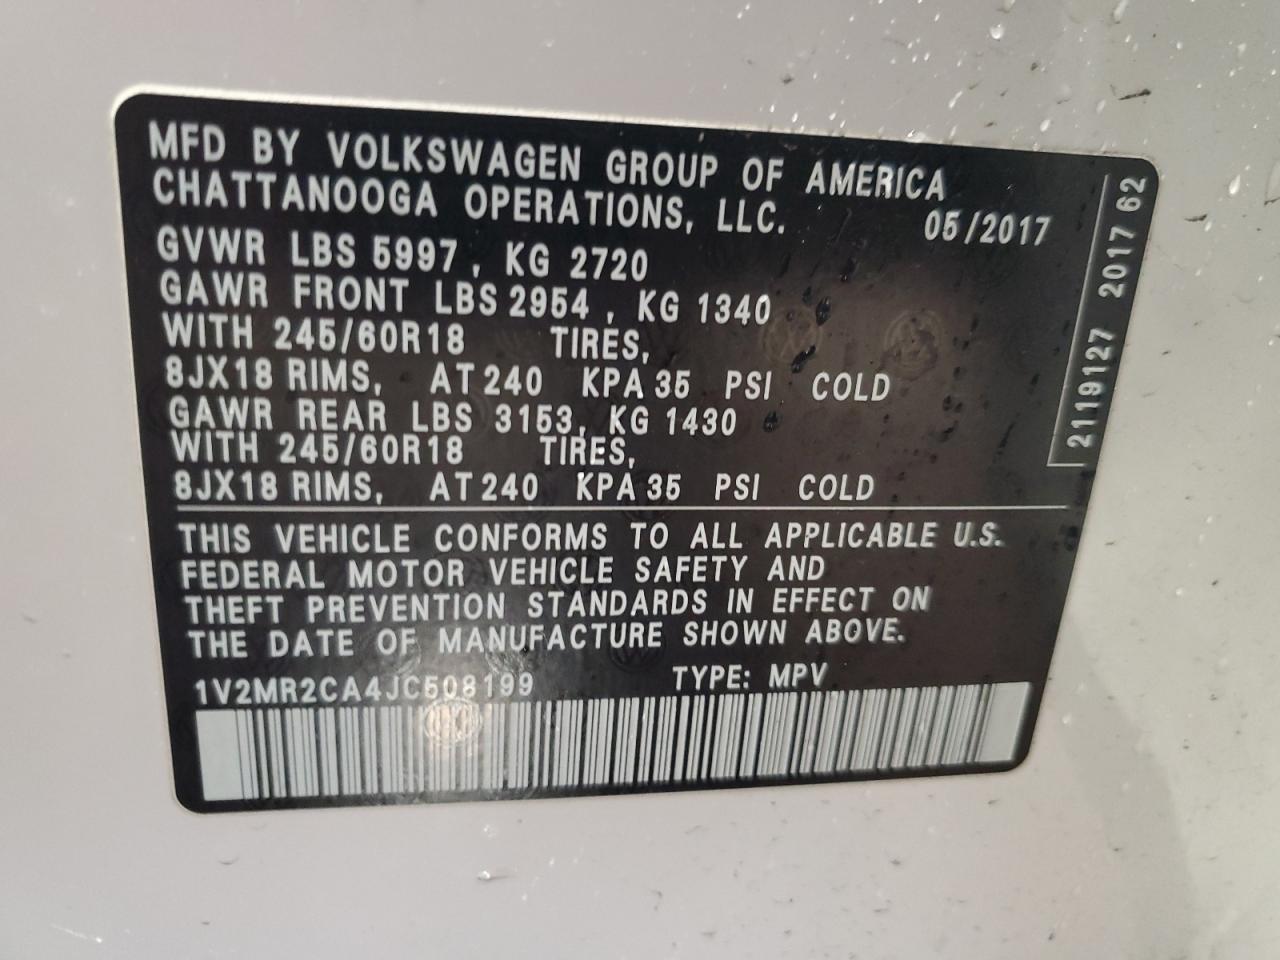 MFD BY VOLKSWAGEN GROUP OF AMERICA
CHATTANOOGA OPERATIONS, LLC. 05/2017
GVWR LBS 5997, KG 2720
GAWR FRONT LBS 2954, KG 1340
WITH 245/60R18 TIRES,
8JX18 RIMS, AT 240 KPA 35 PSI COLD
GAWR REAR LBS 3153, KG 1430
WITH 245/60R18 TIRES,
8JX18 RIMS, AT 240 KPA 35 PSI COLD
THIS VEHICLE CONFORMS TO ALL APPLICABLE U.S.
FEDERAL MOTOR VEHICLE SAFETY AND
THEFT PREVENTION STANDARDS IN EFFECT ON
THE DATE OF MANUFACTURE SHOWN ABOVE.
1V2MR2CA4JC508199 TYPE: MPV
2119127 2017 62